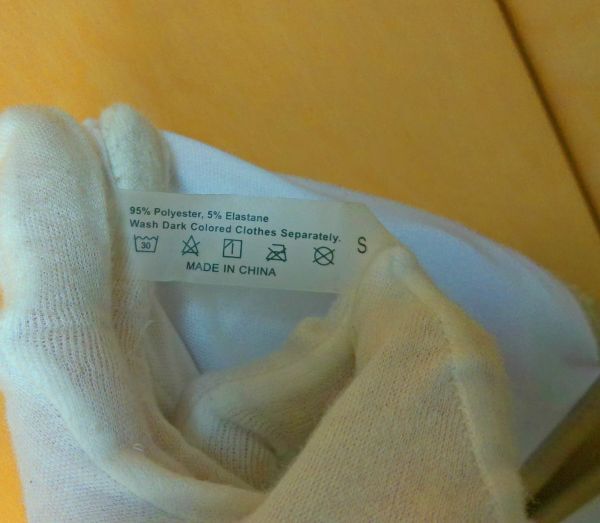 95% Polyester, 5% Elastane
Wash Dark Colored Clothes Separately.
30
S
MADE IN CHINA